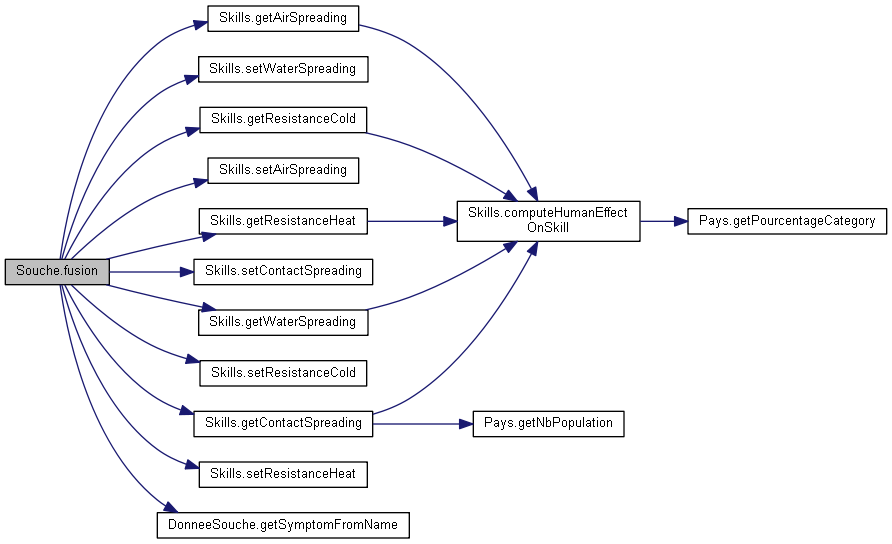 Skills.getAirSpreading
Skills.setWaterSpreading
Skills.getResistanceCold
Skills.setAirSpreading
Skills.getResistanceHeat
Skills.computeHumanEffect
OnSkill
Pays.getPourcentageCategory
Souche.fusion
Skills.setContactSpreading
Skills.getWaterSpreading
Skills.setResistanceCold
Skills.getContactSpreading
Pays.getNbPopulation
Skills.setResistanceHeat
DonneeSouche.getSymptomFromName